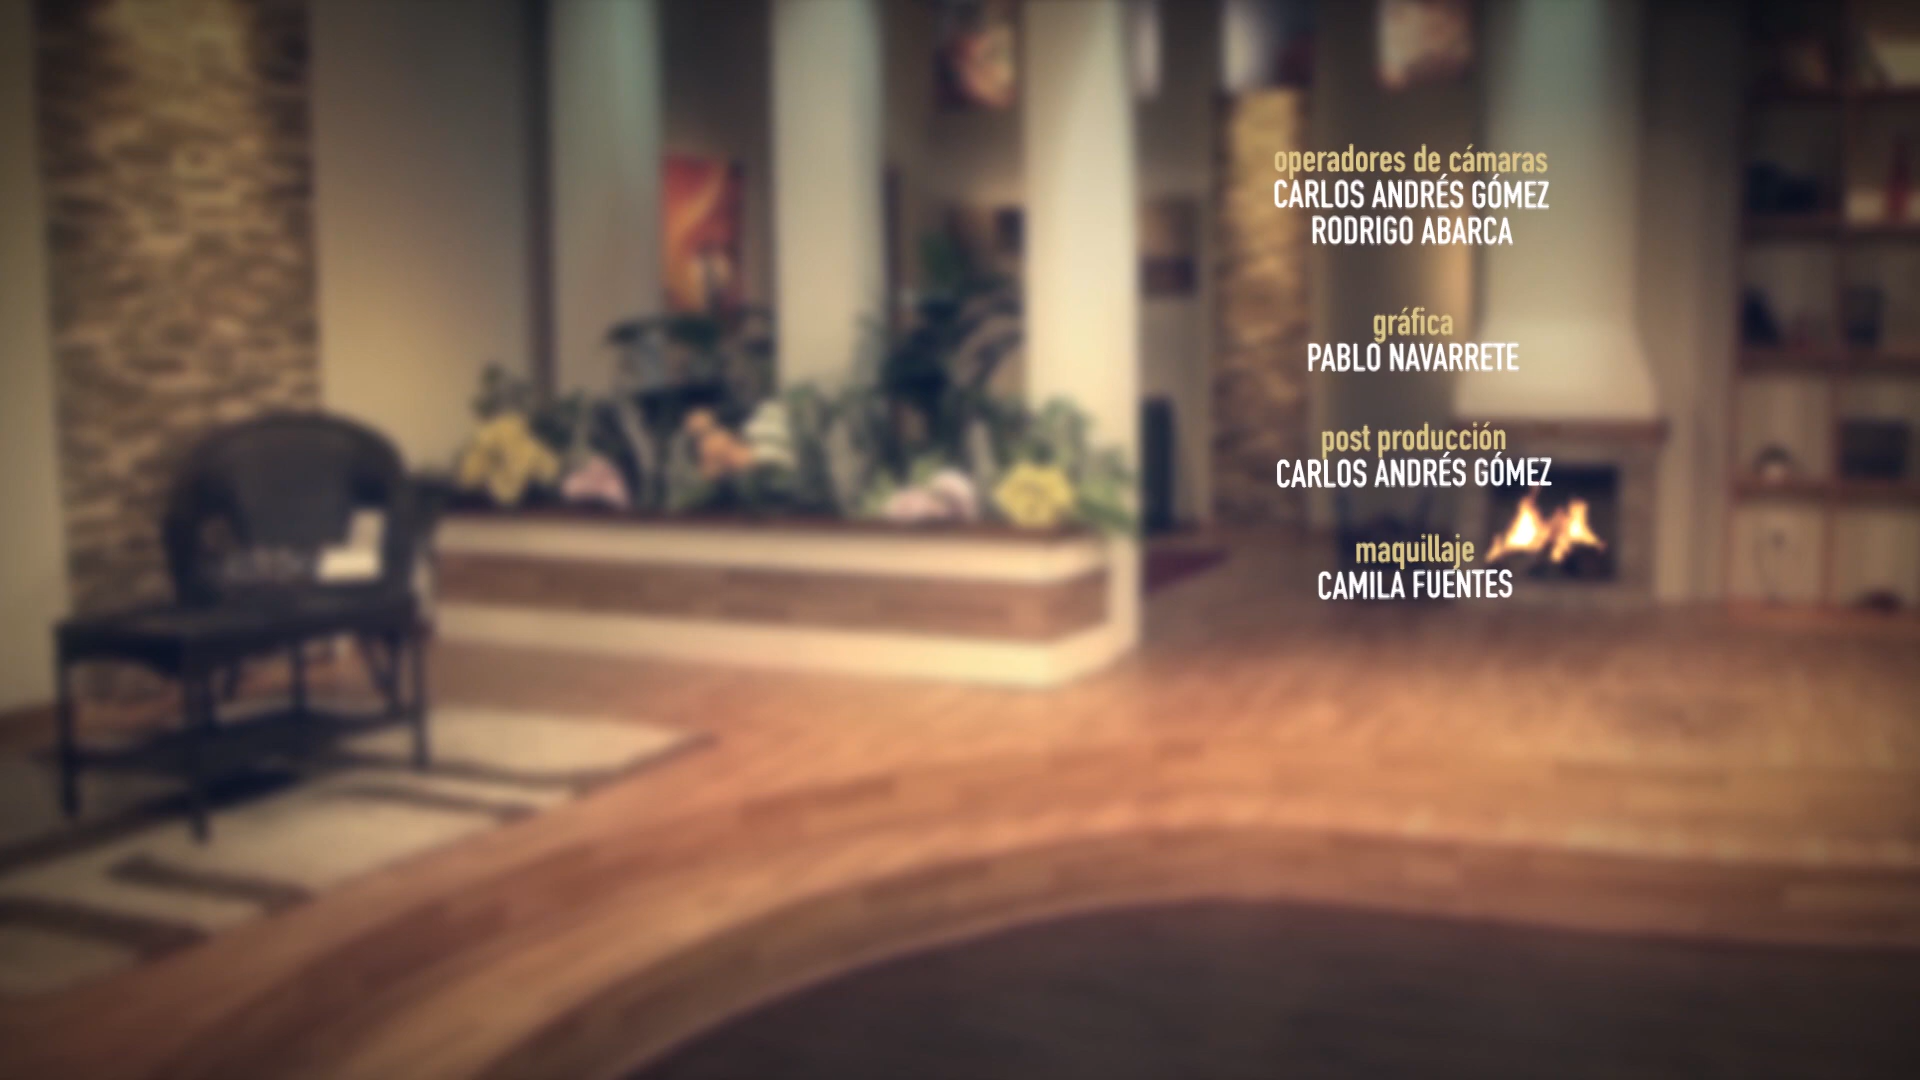 operadores de cámaras
CARLOS ANDRÉS GÓMEZ
RODRIGO ABARCA
gráfica
PABLO NAVARRETE
post producción
CARLOS ANDRÉS GÓMEZ
maquillaje
CAMILA FUENTES